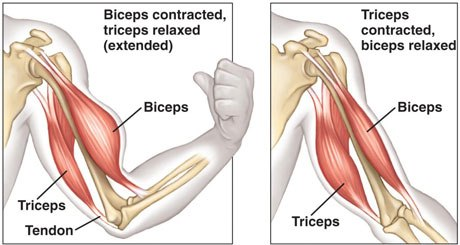 Biceps contracted,
triceps relaxed
(extended)
Biceps
Triceps
Tendon
Triceps
contracted,
biceps relaxed
Biceps
Triceps